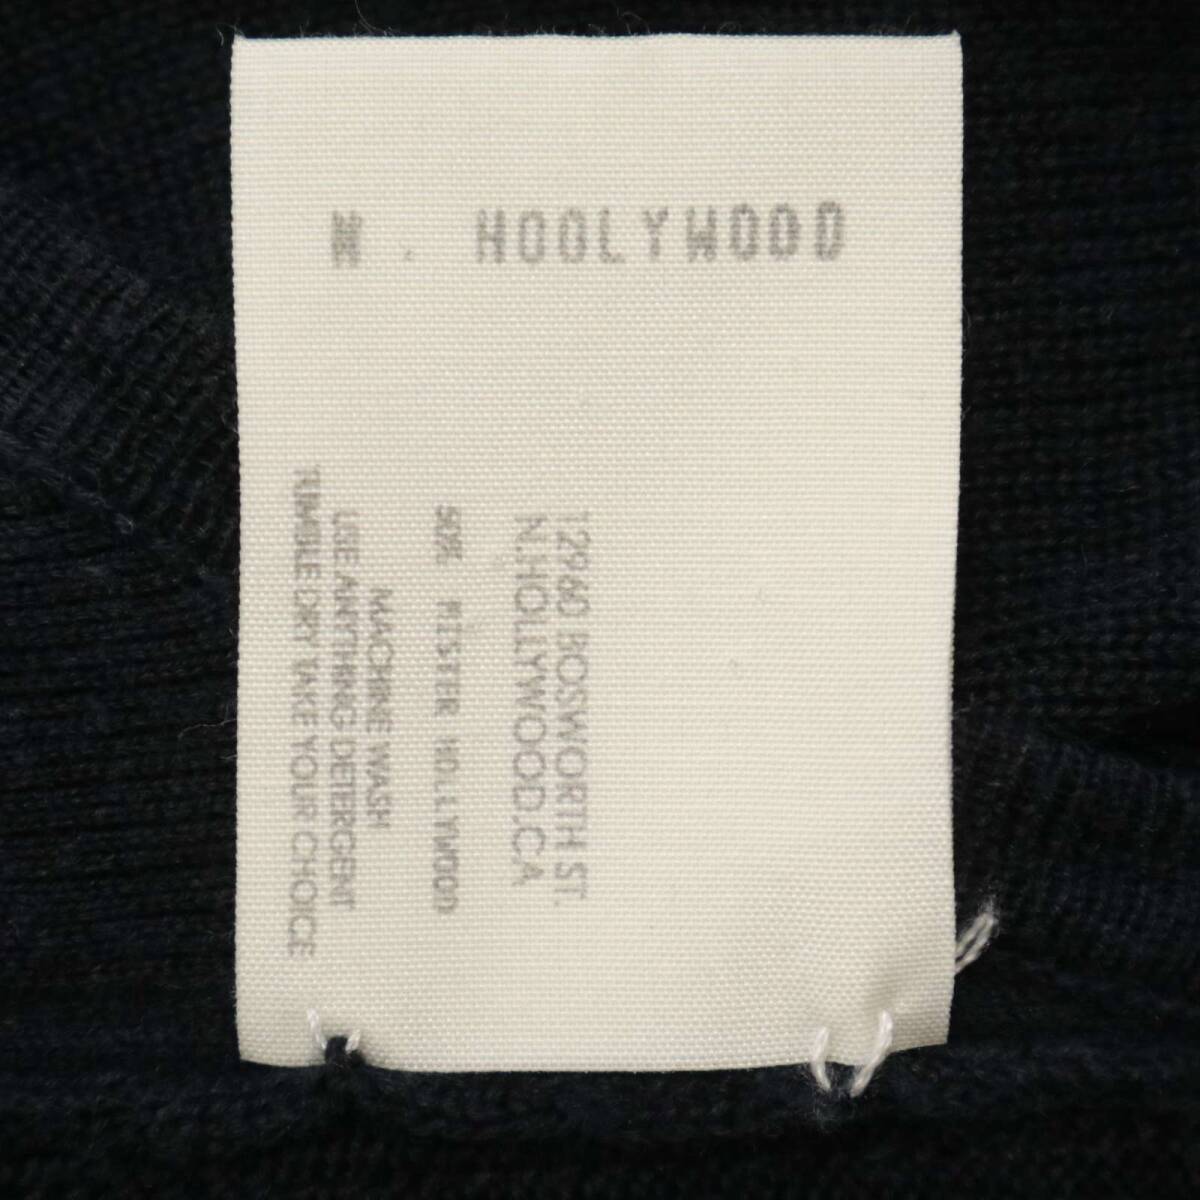 N . HOOLYWOOD
12960 BOSWORTH ST.
N.HOLLYWOOD.CA
50% MISTER HOLLYWOOD
MACHINE WASH
USE ANYTHING DETERGENT
TUMBLE DRY TAKE YOUR CHOICE